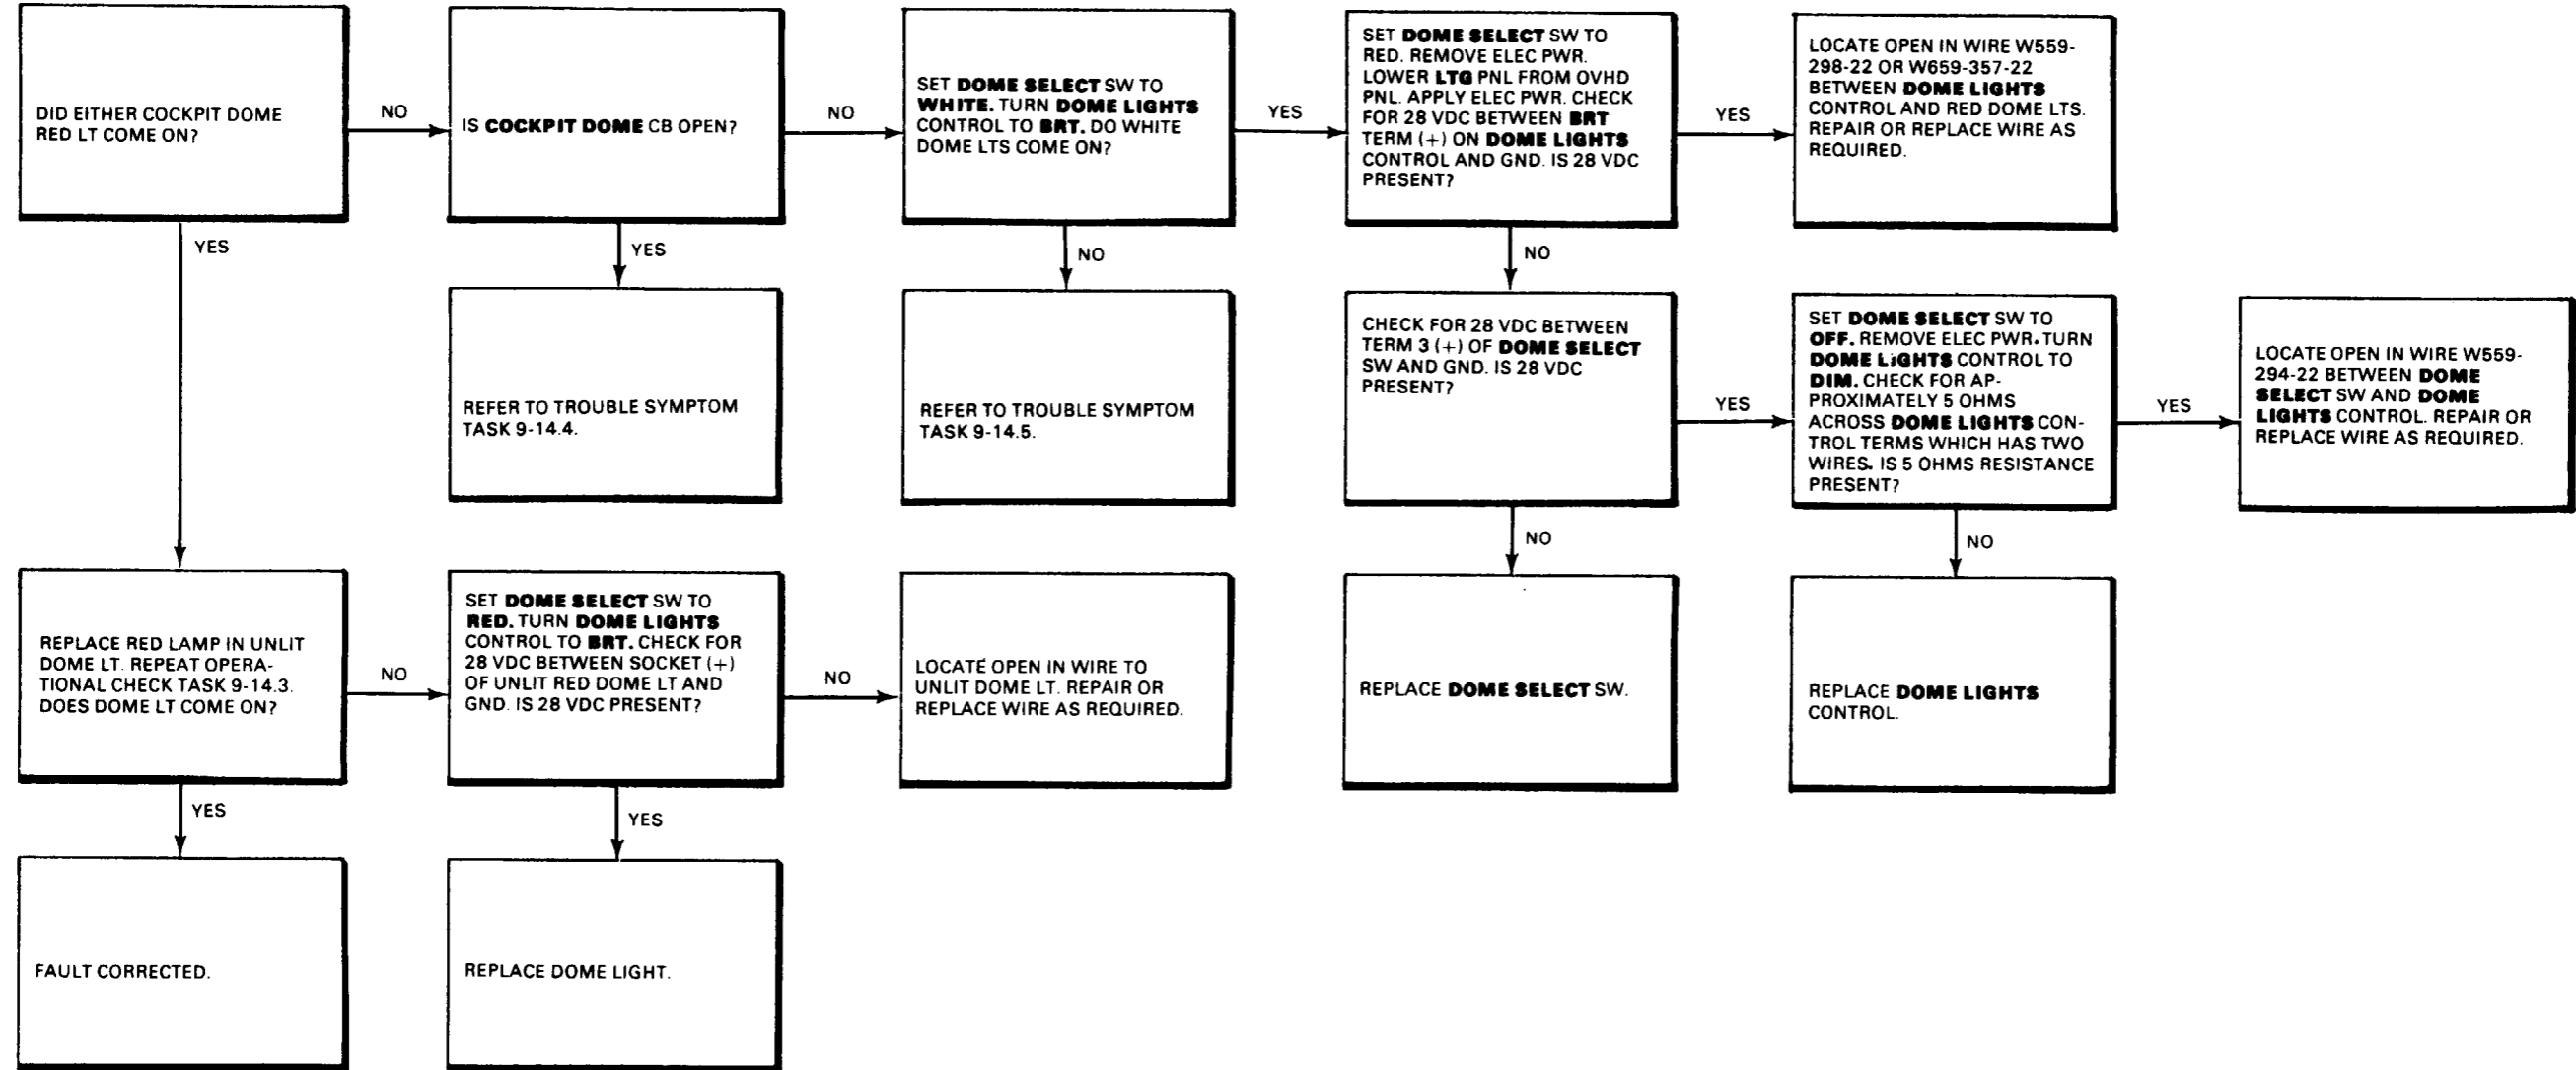 DID EITHER COCKPIT DOME
RED LT COME ON?
NO
IS COCKPIT DOME CB OPEN?
NO
SET DOME SELECT SW TO
WHITE. TURN DOME LIGHTS
CONTROL TO BRT. DO WHITE
DOME LTS COME ON?
YES
SET DOME SELECT SW TO
RED. REMOVE ELEC PWR.
LOWER LTG PNL FROM OVHD
PNL. APPLY ELEC PWR. CHECK
FOR 28 VDC BETWEEN BRT
TERM (+) ON DOME LIGHTS
CONTROL AND GND. IS 28 VDC
PRESENT?
YES
LOCATE OPEN IN WIRE W559-
298-22 OR W659-357-22
BETWEEN DOME LIGHTS
CONTROL AND RED DOME LTS.
REPAIR OR REPLACE WIRE AS
REQUIRED.
YES
YES
NO
NO
REFER TO TROUBLE SYMPTOM
TASK 9-14.4.
REFER TO TROUBLE SYMPTOM
TASK 9-14.5.
CHECK FOR 28 VDC BETWEEN
TERM 3 (+) OF DOME SELECT
SW AND GND. IS 28 VDC
PRESENT?
YES
SET DOME SELECT SW TO
OFF. REMOVE ELEC PWR. TURN
DOME LIGHTS CONTROL TO
DIM. CHECK FOR AP-
PROXIMATELY 5 OHMS
ACROSS DOME LIGHTS CON-
TROL TERMS WHICH HAS TWO
WIRES. IS 5 OHMS RESISTANCE
PRESENT?
YES
LOCATE OPEN IN WIRE W559-
294-22 BETWEEN DOME
SELECT SW AND DOME
LIGHTS CONTROL. REPAIR OR
REPLACE WIRE AS REQUIRED.
NO
NO
REPLACE RED LAMP IN UNLIT
DOME LT. REPEAT OPERA-
TIONAL CHECK TASK 9-14.3.
DOES DOME LT COME ON?
NO
SET DOME SELECT SW TO
RED. TURN DOME LIGHTS
CONTROL TO BRT. CHECK FOR
28 VDC BETWEEN SOCKET (+)
OF UNLIT RED DOME LT AND
GND. IS 28 VDC PRESENT?
NO
LOCATE OPEN IN WIRE TO
UNLIT DOME LT. REPAIR OR
REPLACE WIRE AS REQUIRED.
REPLACE DOME SELECT SW.
REPLACE DOME LIGHTS
CONTROL.
YES
YES
FAULT CORRECTED.
REPLACE DOME LIGHT.